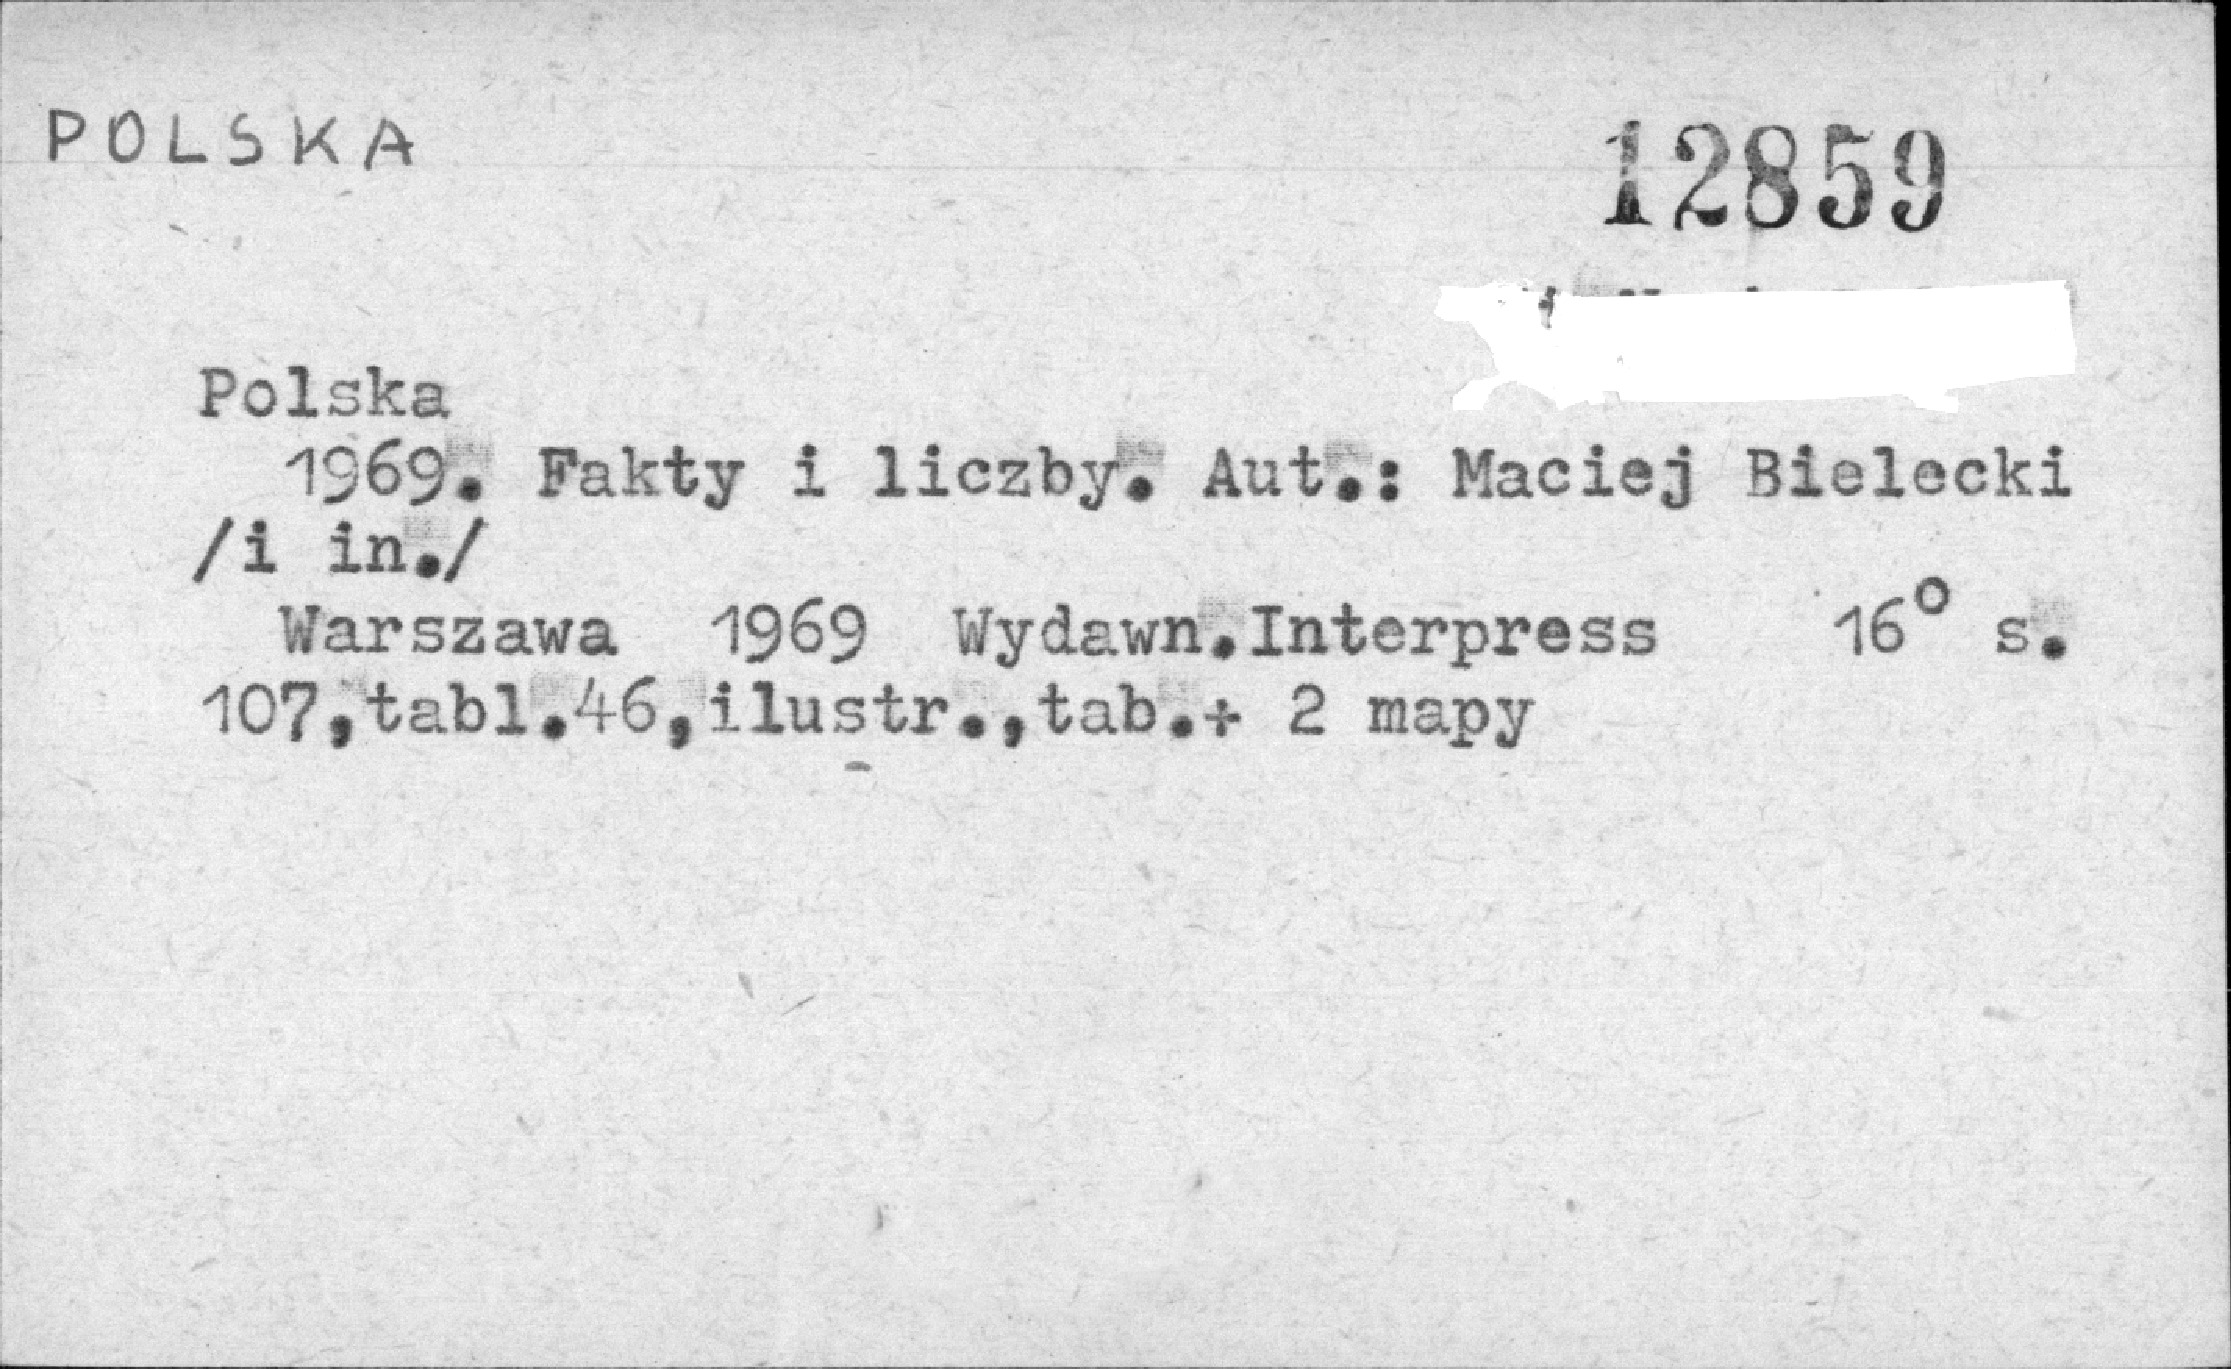 POLSKA
12859
Polska
1969. Fakty i liczby. Aut.: Maciej Bielecki
/i in./
Warszawa 1969 Wydawn.Interpress 16° s.
107,tabl.46,ilustr.,tab.+ 2 mapy